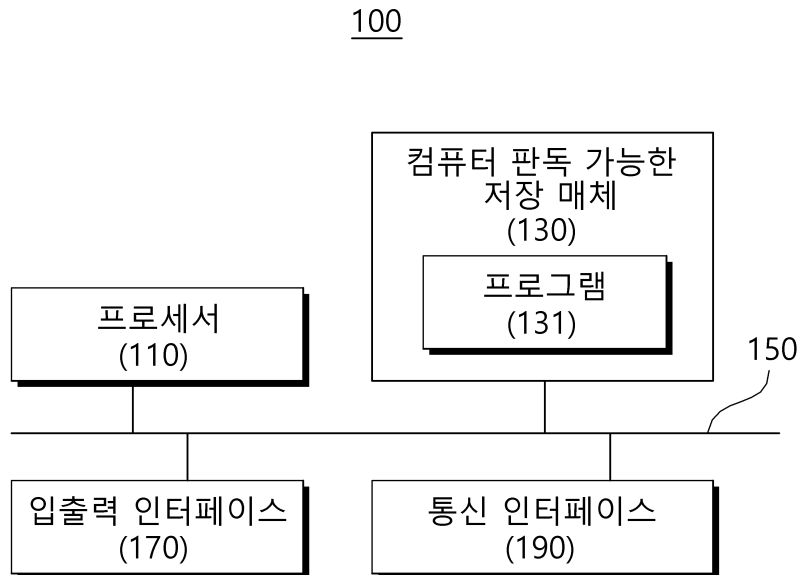 100
컴퓨터 판독 가능한
저장 매체
(130)
프로그램
(131)
프로세서
(110)
150
입출력 인터페이스
(170)
통신 인터페이스
(190)